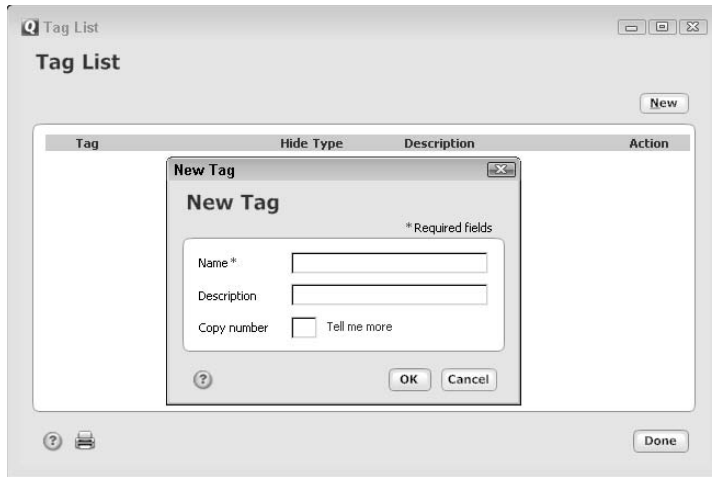 Q Tag List
Tag List
New
Tag Hide Type Description Action
New Tag
New Tag
* Required fields
Name *
Description
Copy number Tell me more
? OK Cancel
? Done